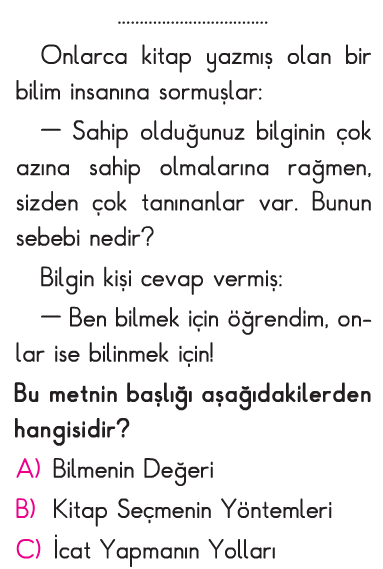 ..................................
Onlarca kitap yazmış olan bir
bilim insanına sormuşlar:
— Sahip olduğunuz bilginin çok
azına sahip olmalarına rağmen,
sizden çok tanınanlar var. Bunun
sebebi nedir?
Bilgin kişi cevap vermiş:
— Ben bilmek için öğrendim, on-
lar ise bilinmek için!
Bu metnin başlığı aşağıdakilerden
hangisidir?
A) Bilmenin Değeri
B) Kitap Seçmenin Yöntemleri
C) İcat Yapmanın Yolları